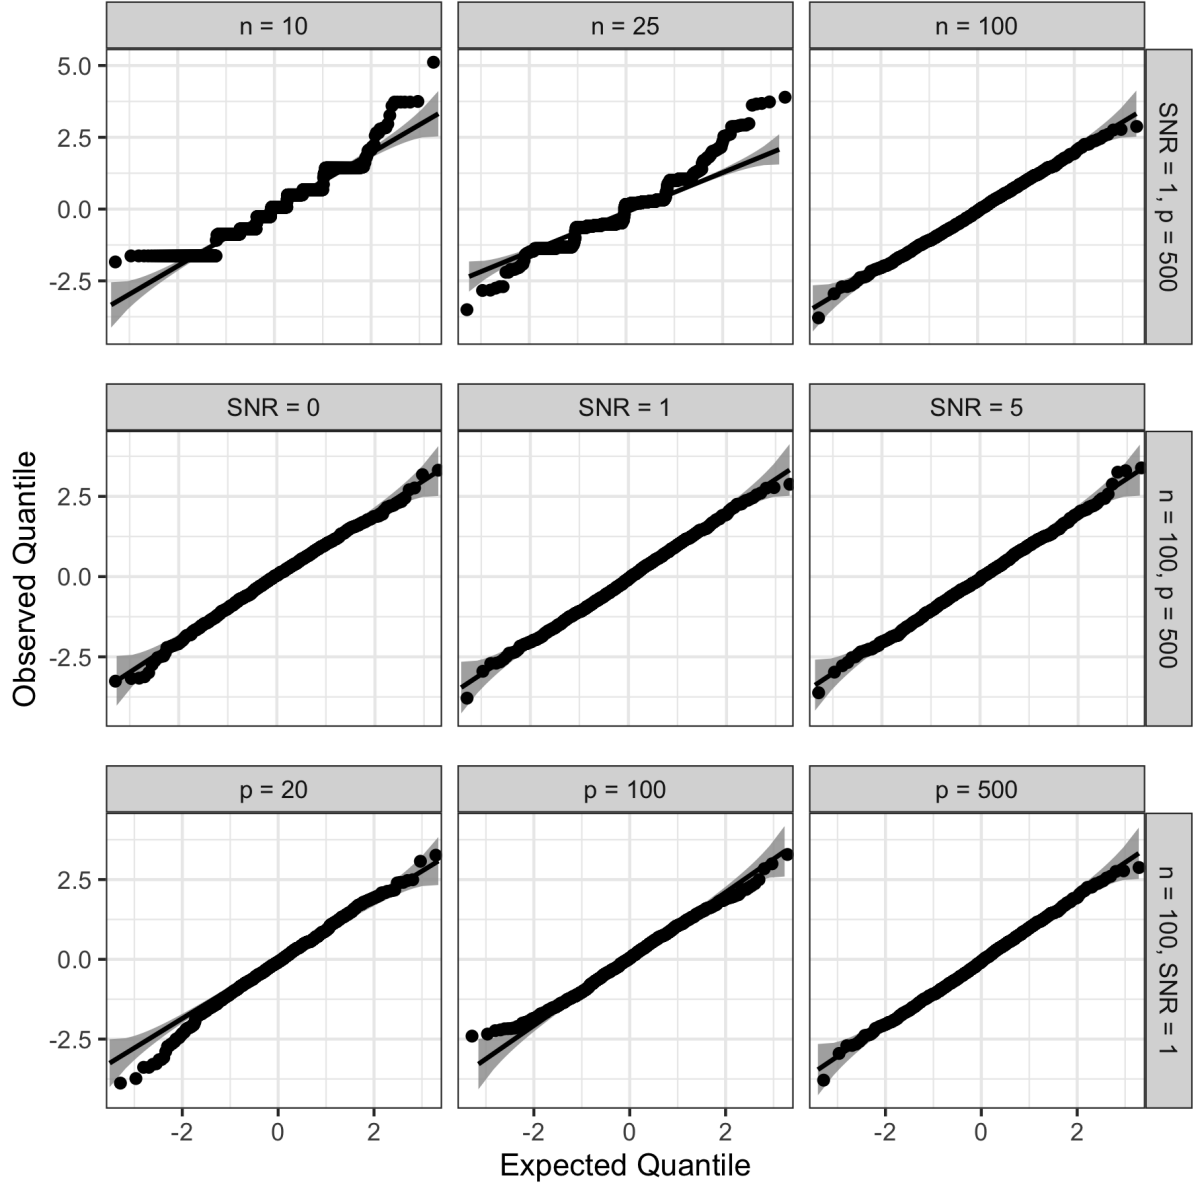 n = 10
n = 25
n = 100
5.0
2.5
0.0
-2.5
SNR = 1, p = 500
SNR = 0
SNR = 1
SNR = 5
2.5
0.0
-2.5
n = 100, p = 500
Observed Quantile
p = 20
p = 100
p = 500
2.5
0.0
-2.5
n = 100, SNR = 1
-2
0
2
-2
0
2
-2
0
2
Expected Quantile